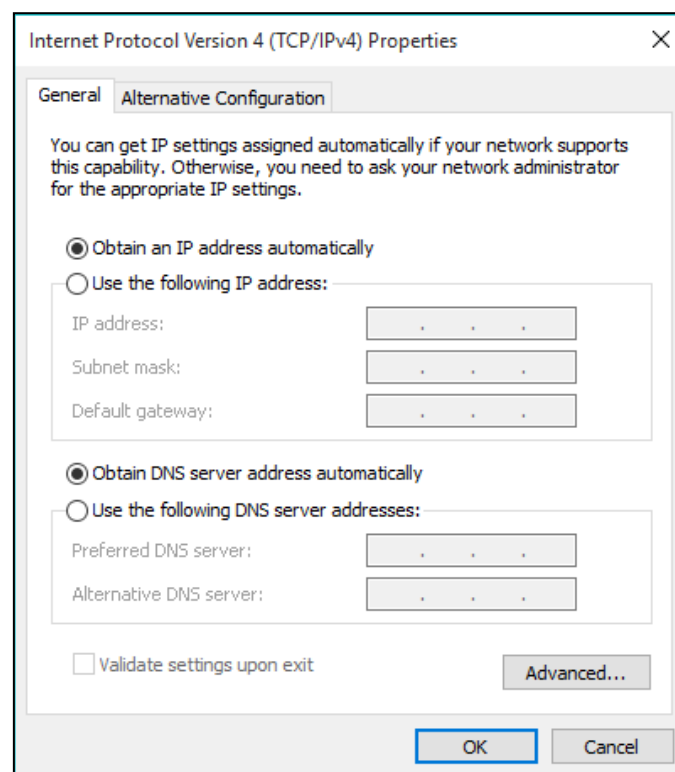 Internet Protocol Version 4 (TCP/IPv4) Properties
General
Alternative Configuration
You can get IP settings assigned automatically if your network supports
this capability. Otherwise, you need to ask your network administrator
for the appropriate IP settings.
Obtain an IP address automatically
Use the following IP address:
IP address:
Subnet mask:
Default gateway:
Obtain DNS server address automatically
Use the following DNS server addresses:
Preferred DNS server:
Alternative DNS server:
Validate settings upon exit
Advanced...
OK
Cancel